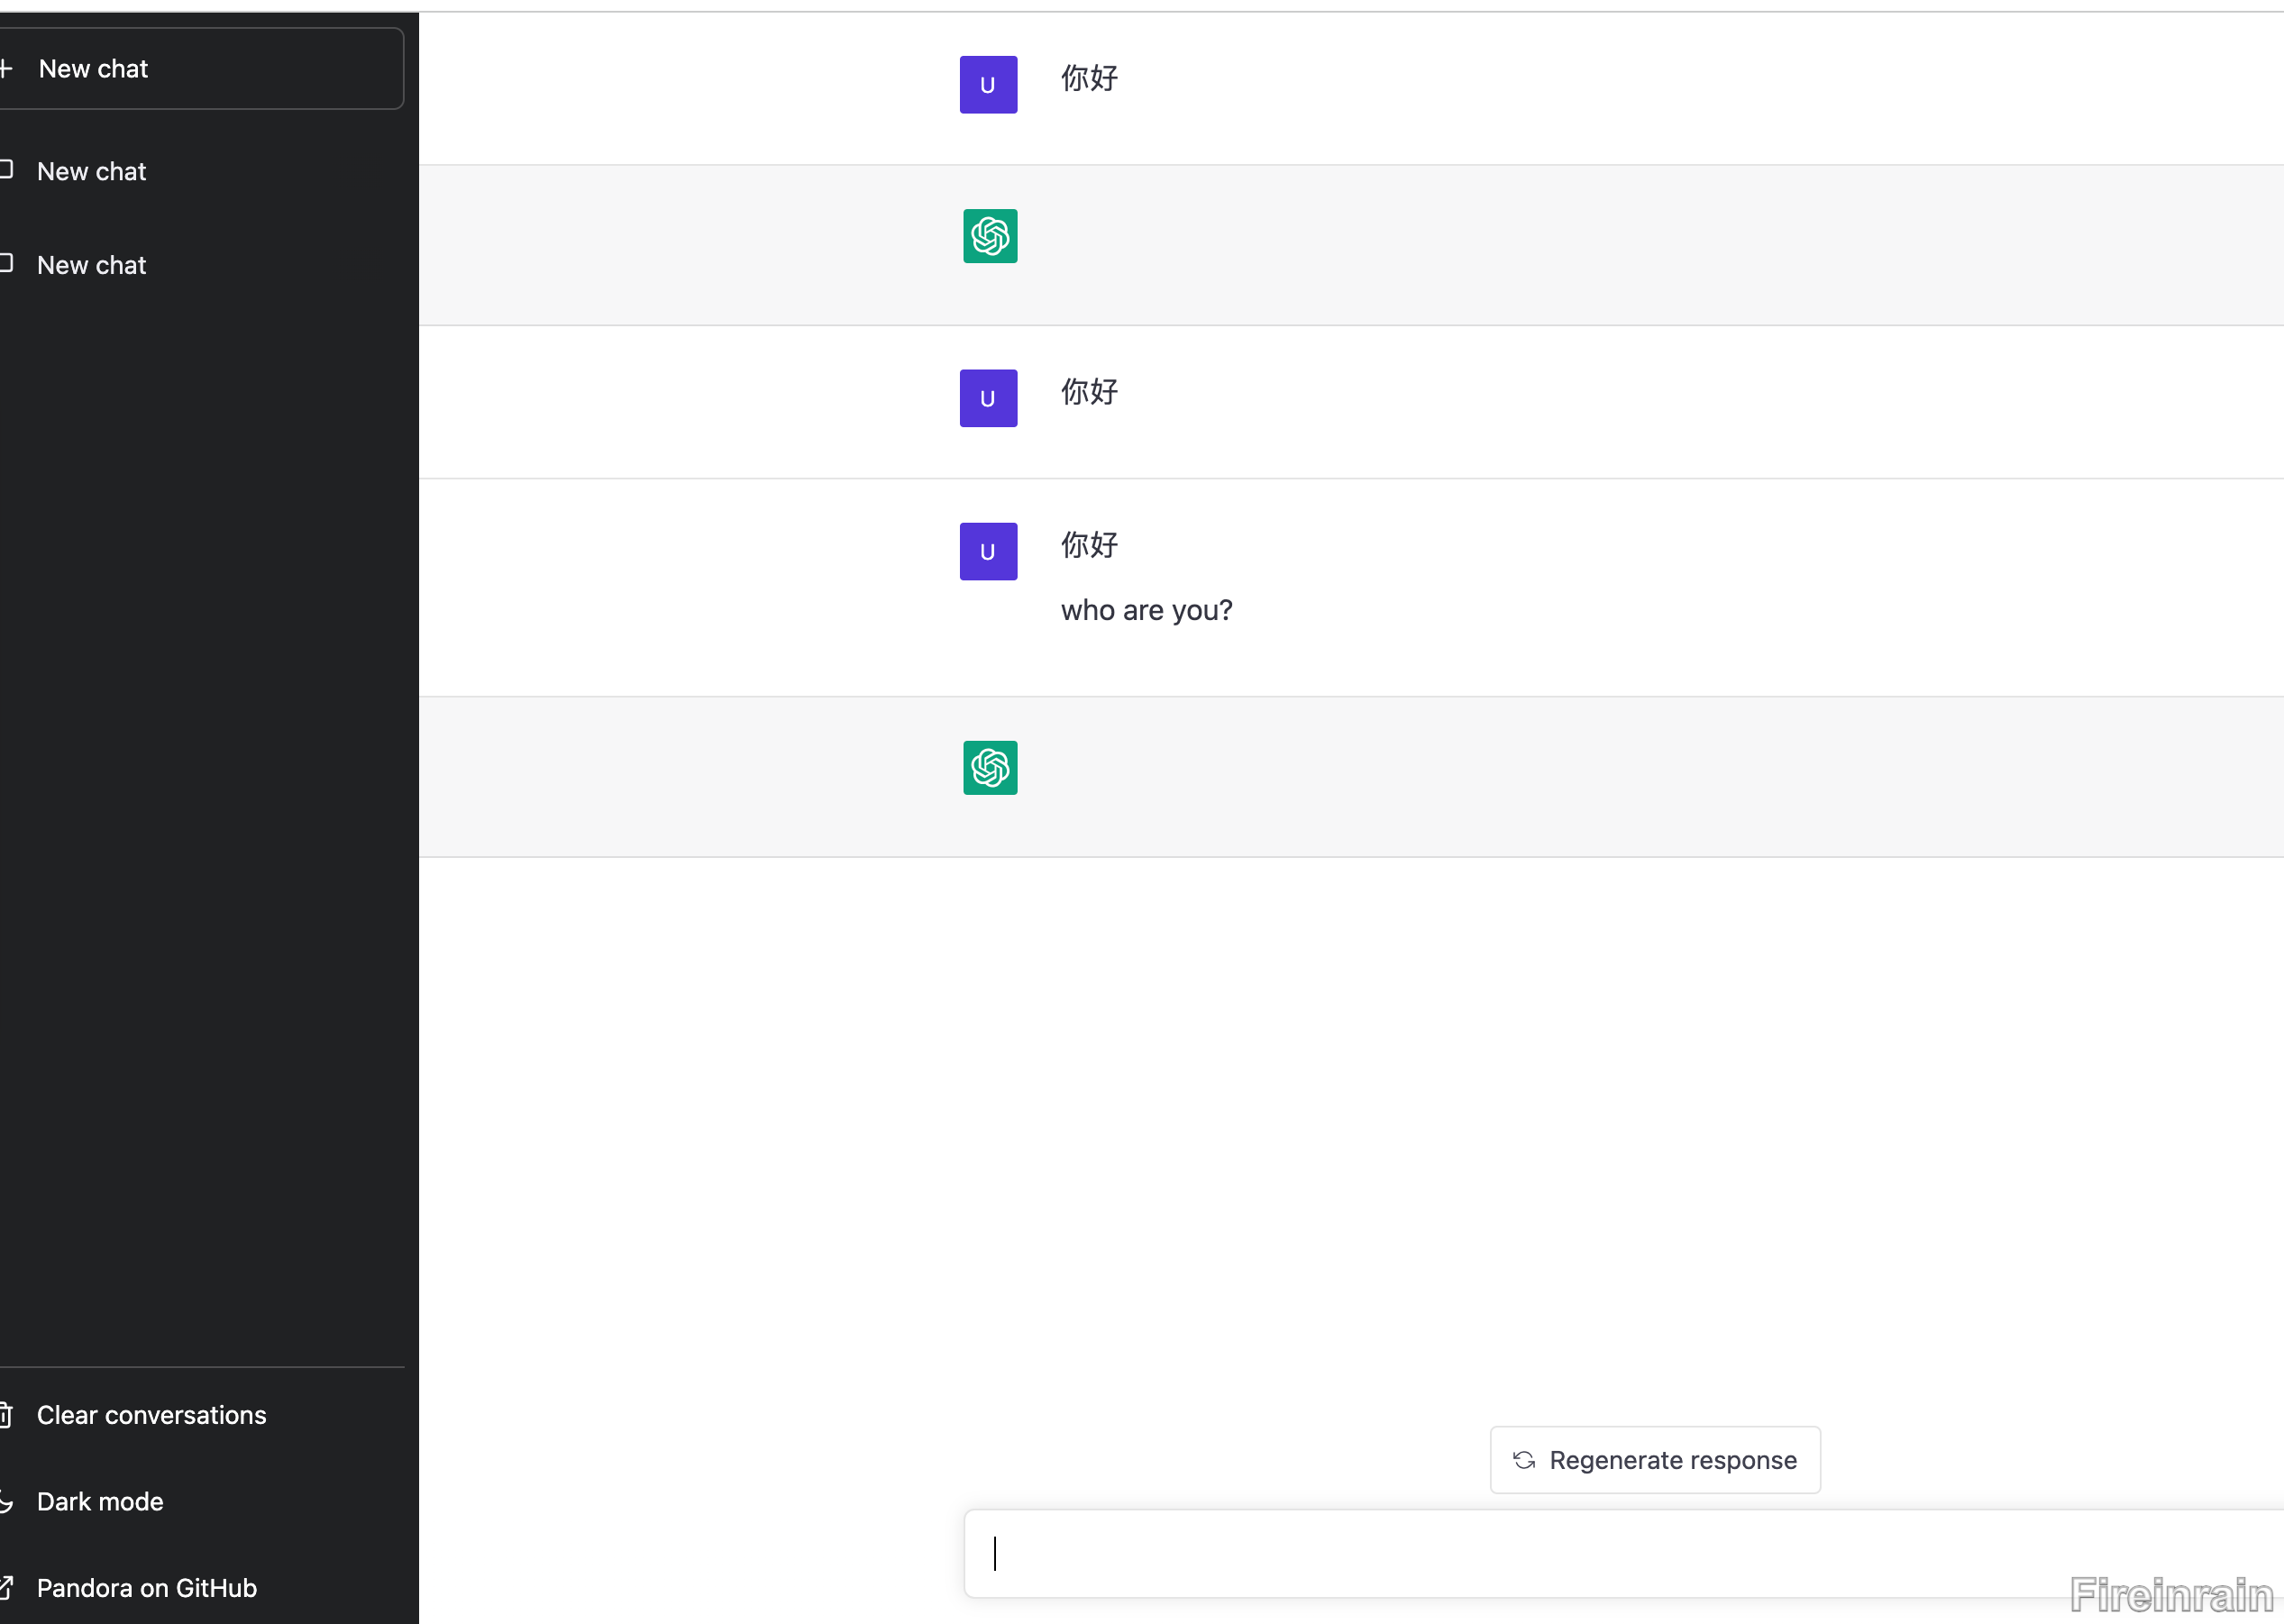 New chat
New chat
New chat
Clear conversations
Dark mode
Pandora on GitHub
U
你好
U
你好
U
你好
who are you?
Regenerate response
Fireinrain